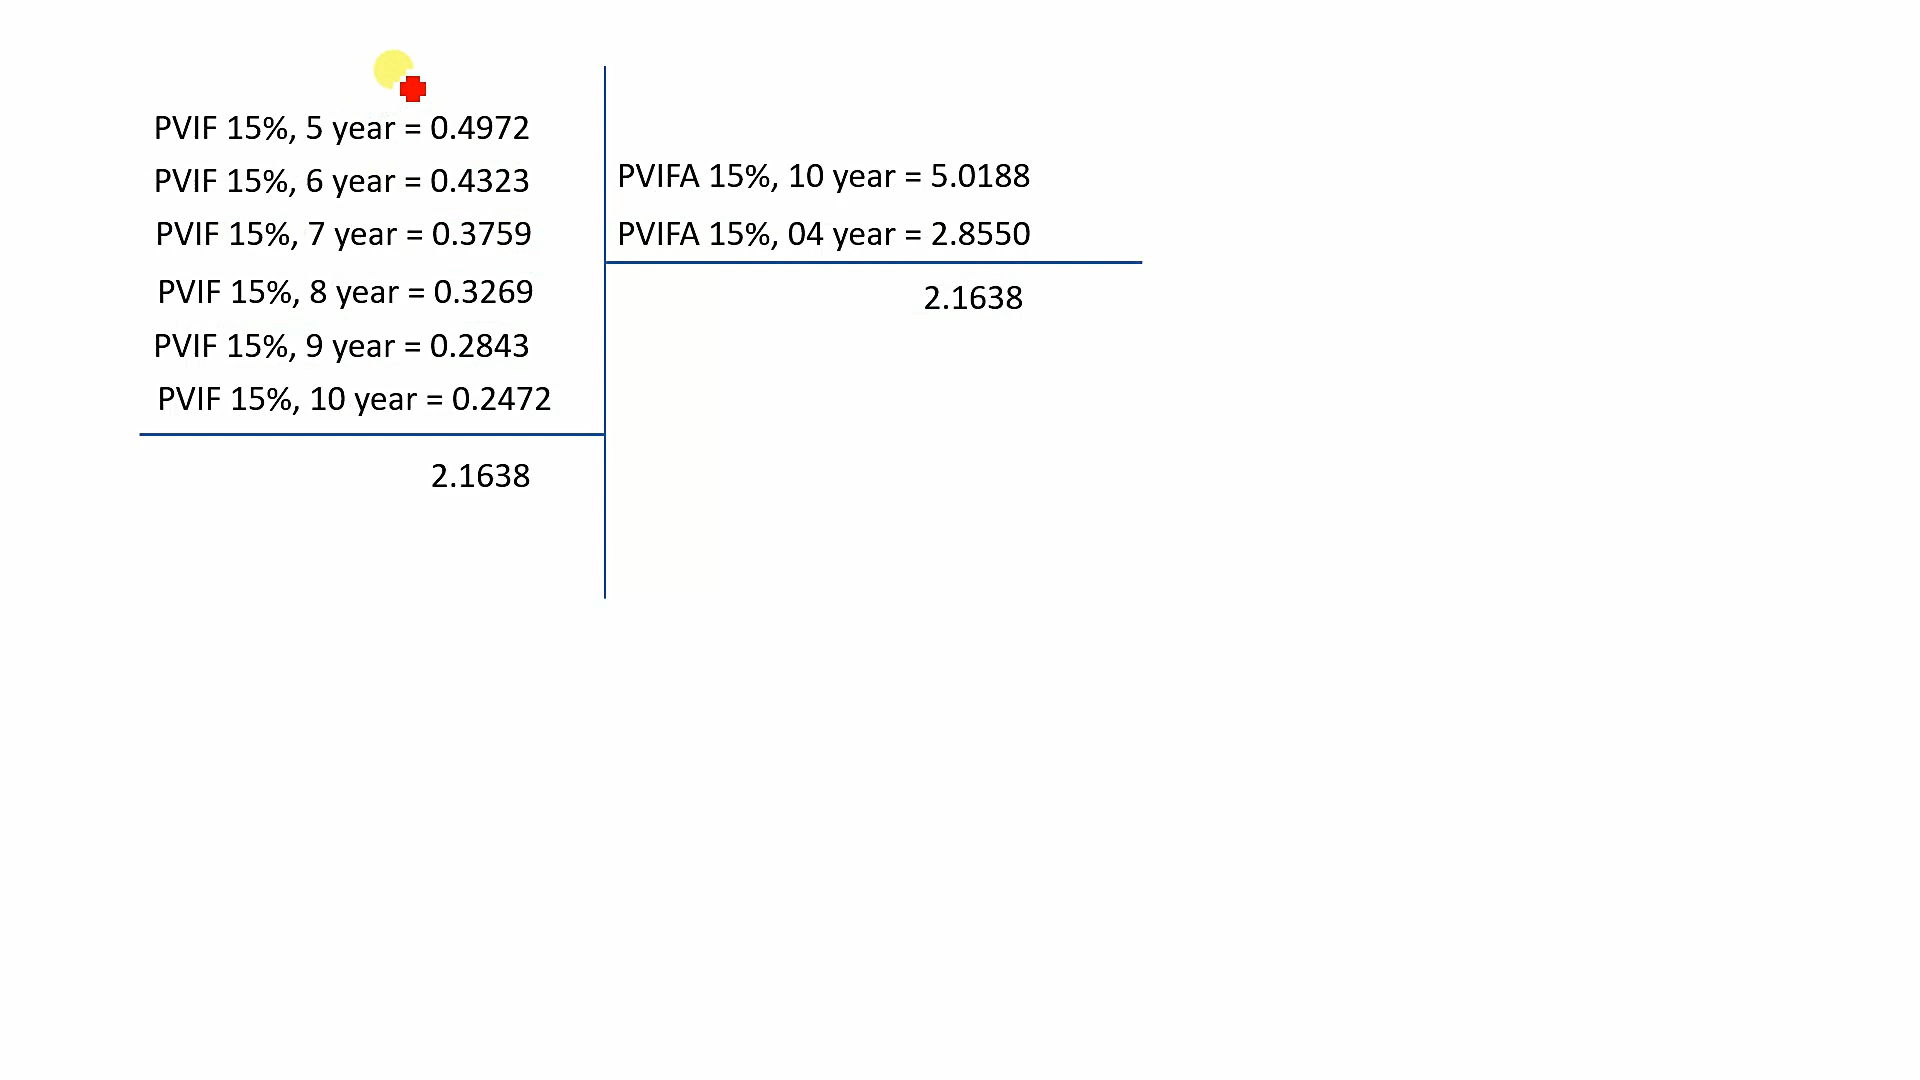 PVIF 15%, 5 year = 0.4972
PVIF 15%, 6 year = 0.4323
PVIF 15%, 7 year = 0.3759
PVIF 15%, 8 year = 0.3269
PVIF 15%, 9 year = 0.2843
PVIF 15%, 10 year = 0.2472
2.1638
PVIFA 15%, 10 year = 5.0188
PVIFA 15%, 04 year = 2.8550
2.1638